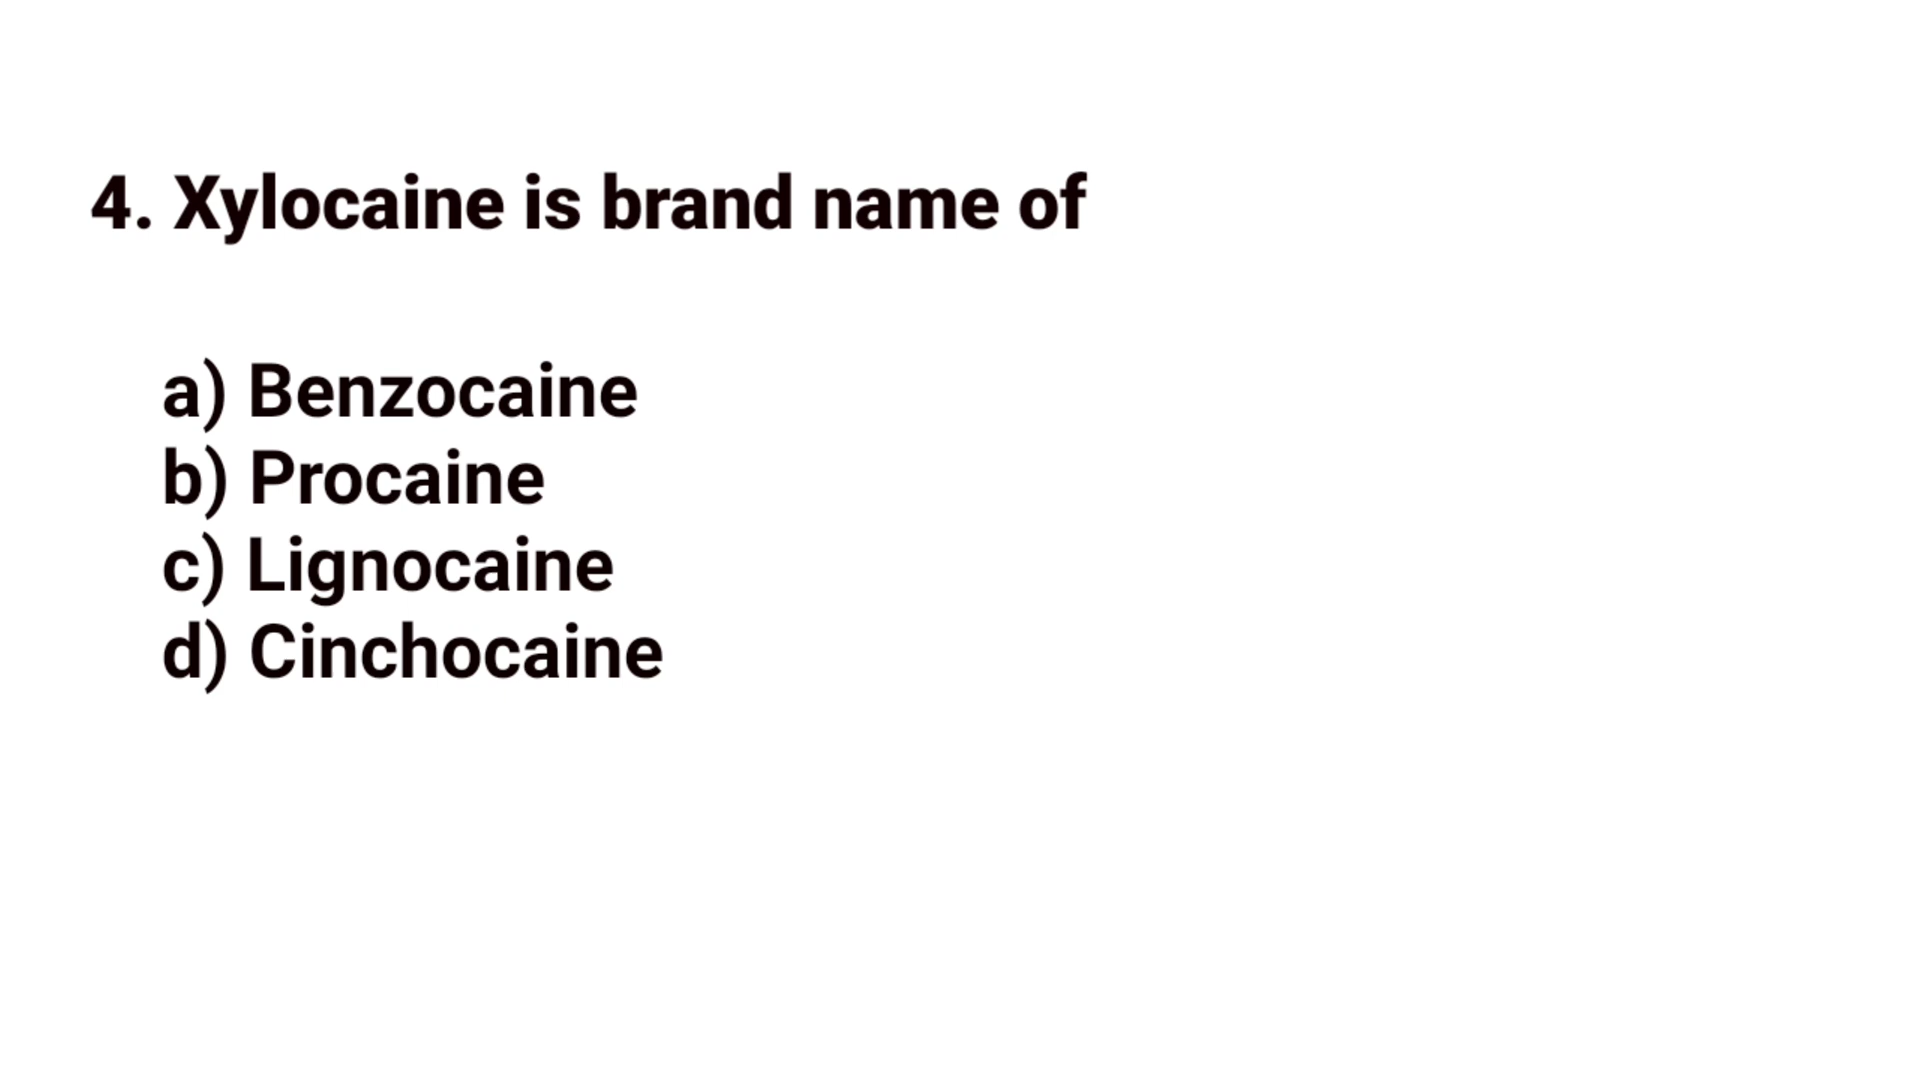 4. Xylocaine is brand name of
a) Benzocaine
b) Procaine
c) Lignocaine
d) Cinchocaine